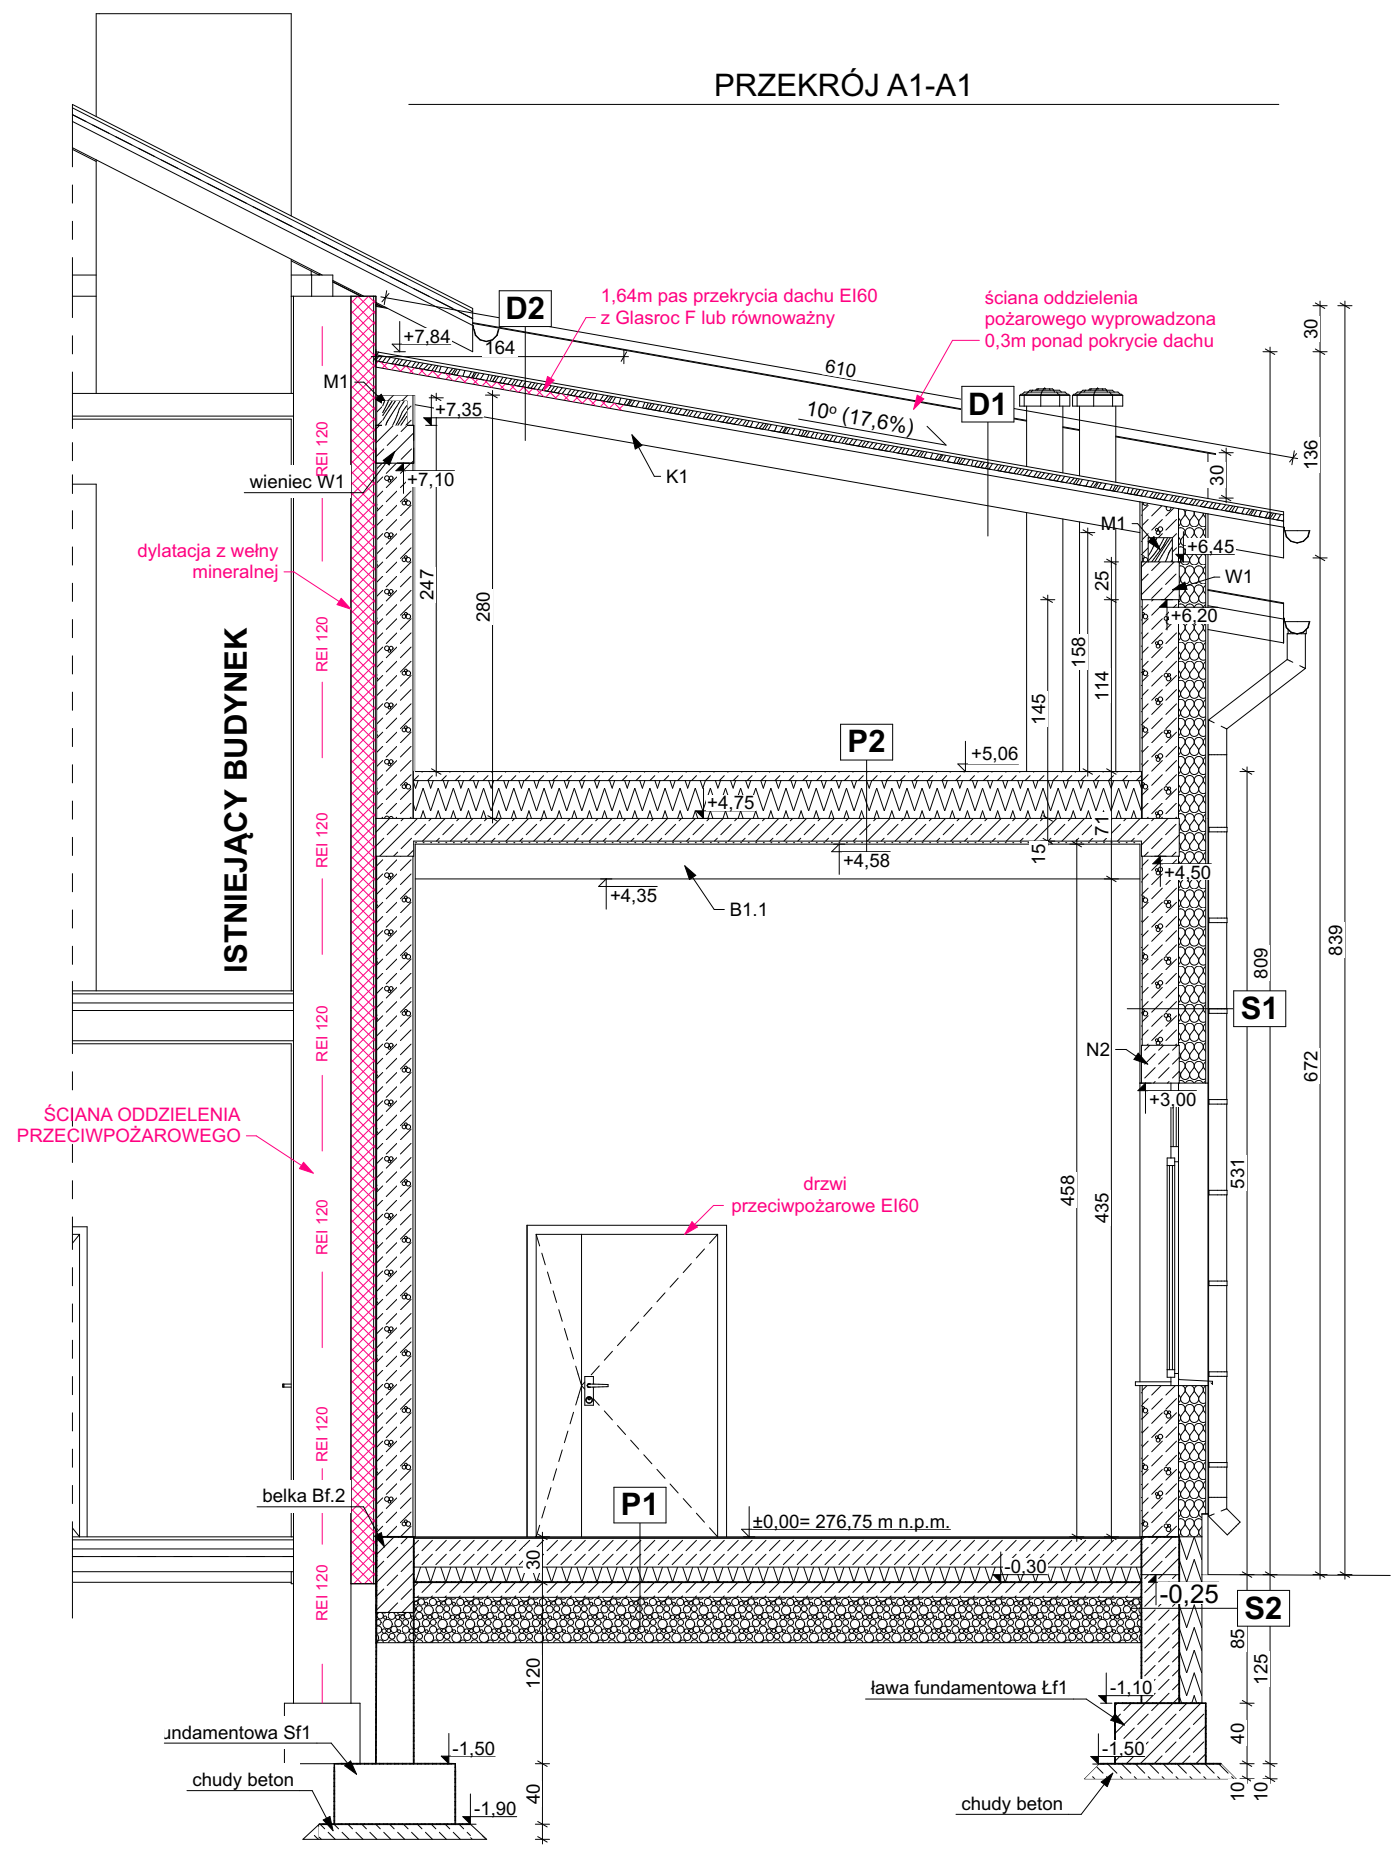 PRZEKRÓJ A1-A1
D2
1,64m pas przekrycia dachu EI60
z Glasroc F lub równoważny
ściana oddzielenia
pożarowego wyprowadzona
0,3m ponad pokrycie dachu
30
+7,84
164
610
M1
+7,35
10º (17,6%)
D1
136
REI 120
wieniec W1
+7,10
K1
30
M1
+6,45
dylatacja z wełny
mineralnej
W1
25
247
280
+6,20
REI 120
158
114
145
ISTNIEJĄCY BUDYNEK
P2
+5,06
+4,75
71
REI 120
15
+4,58
+4,50
+4,35
B1.1
839
809
S1
REI 120
N2
672
+3,00
ŚCIANA ODDZIELENIA
PRZECIWPOŻAROWEGO
drzwi
przeciwpożarowe EI60
458
435
531
REI 120
REI 120
belka Bf.2
P1
±0,00= 276,75 m n.p.m.
30
-0,30
REI 120
-0,25
S2
85
120
125
ława fundamentowa Łf1
-1,10
undamentowa Sf1
-1,50
-1,50
40
chudy beton
40
-1,90
chudy beton
10
10